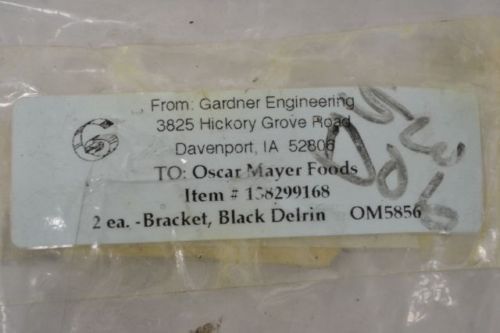 From: Gardner Engineering
3825 Hickory Grove Road
Davenport, IA 52806
TO: Oscar Mayer Foods
Item # 138299168
2 ea. -Bracket, Black Delrin OM5856